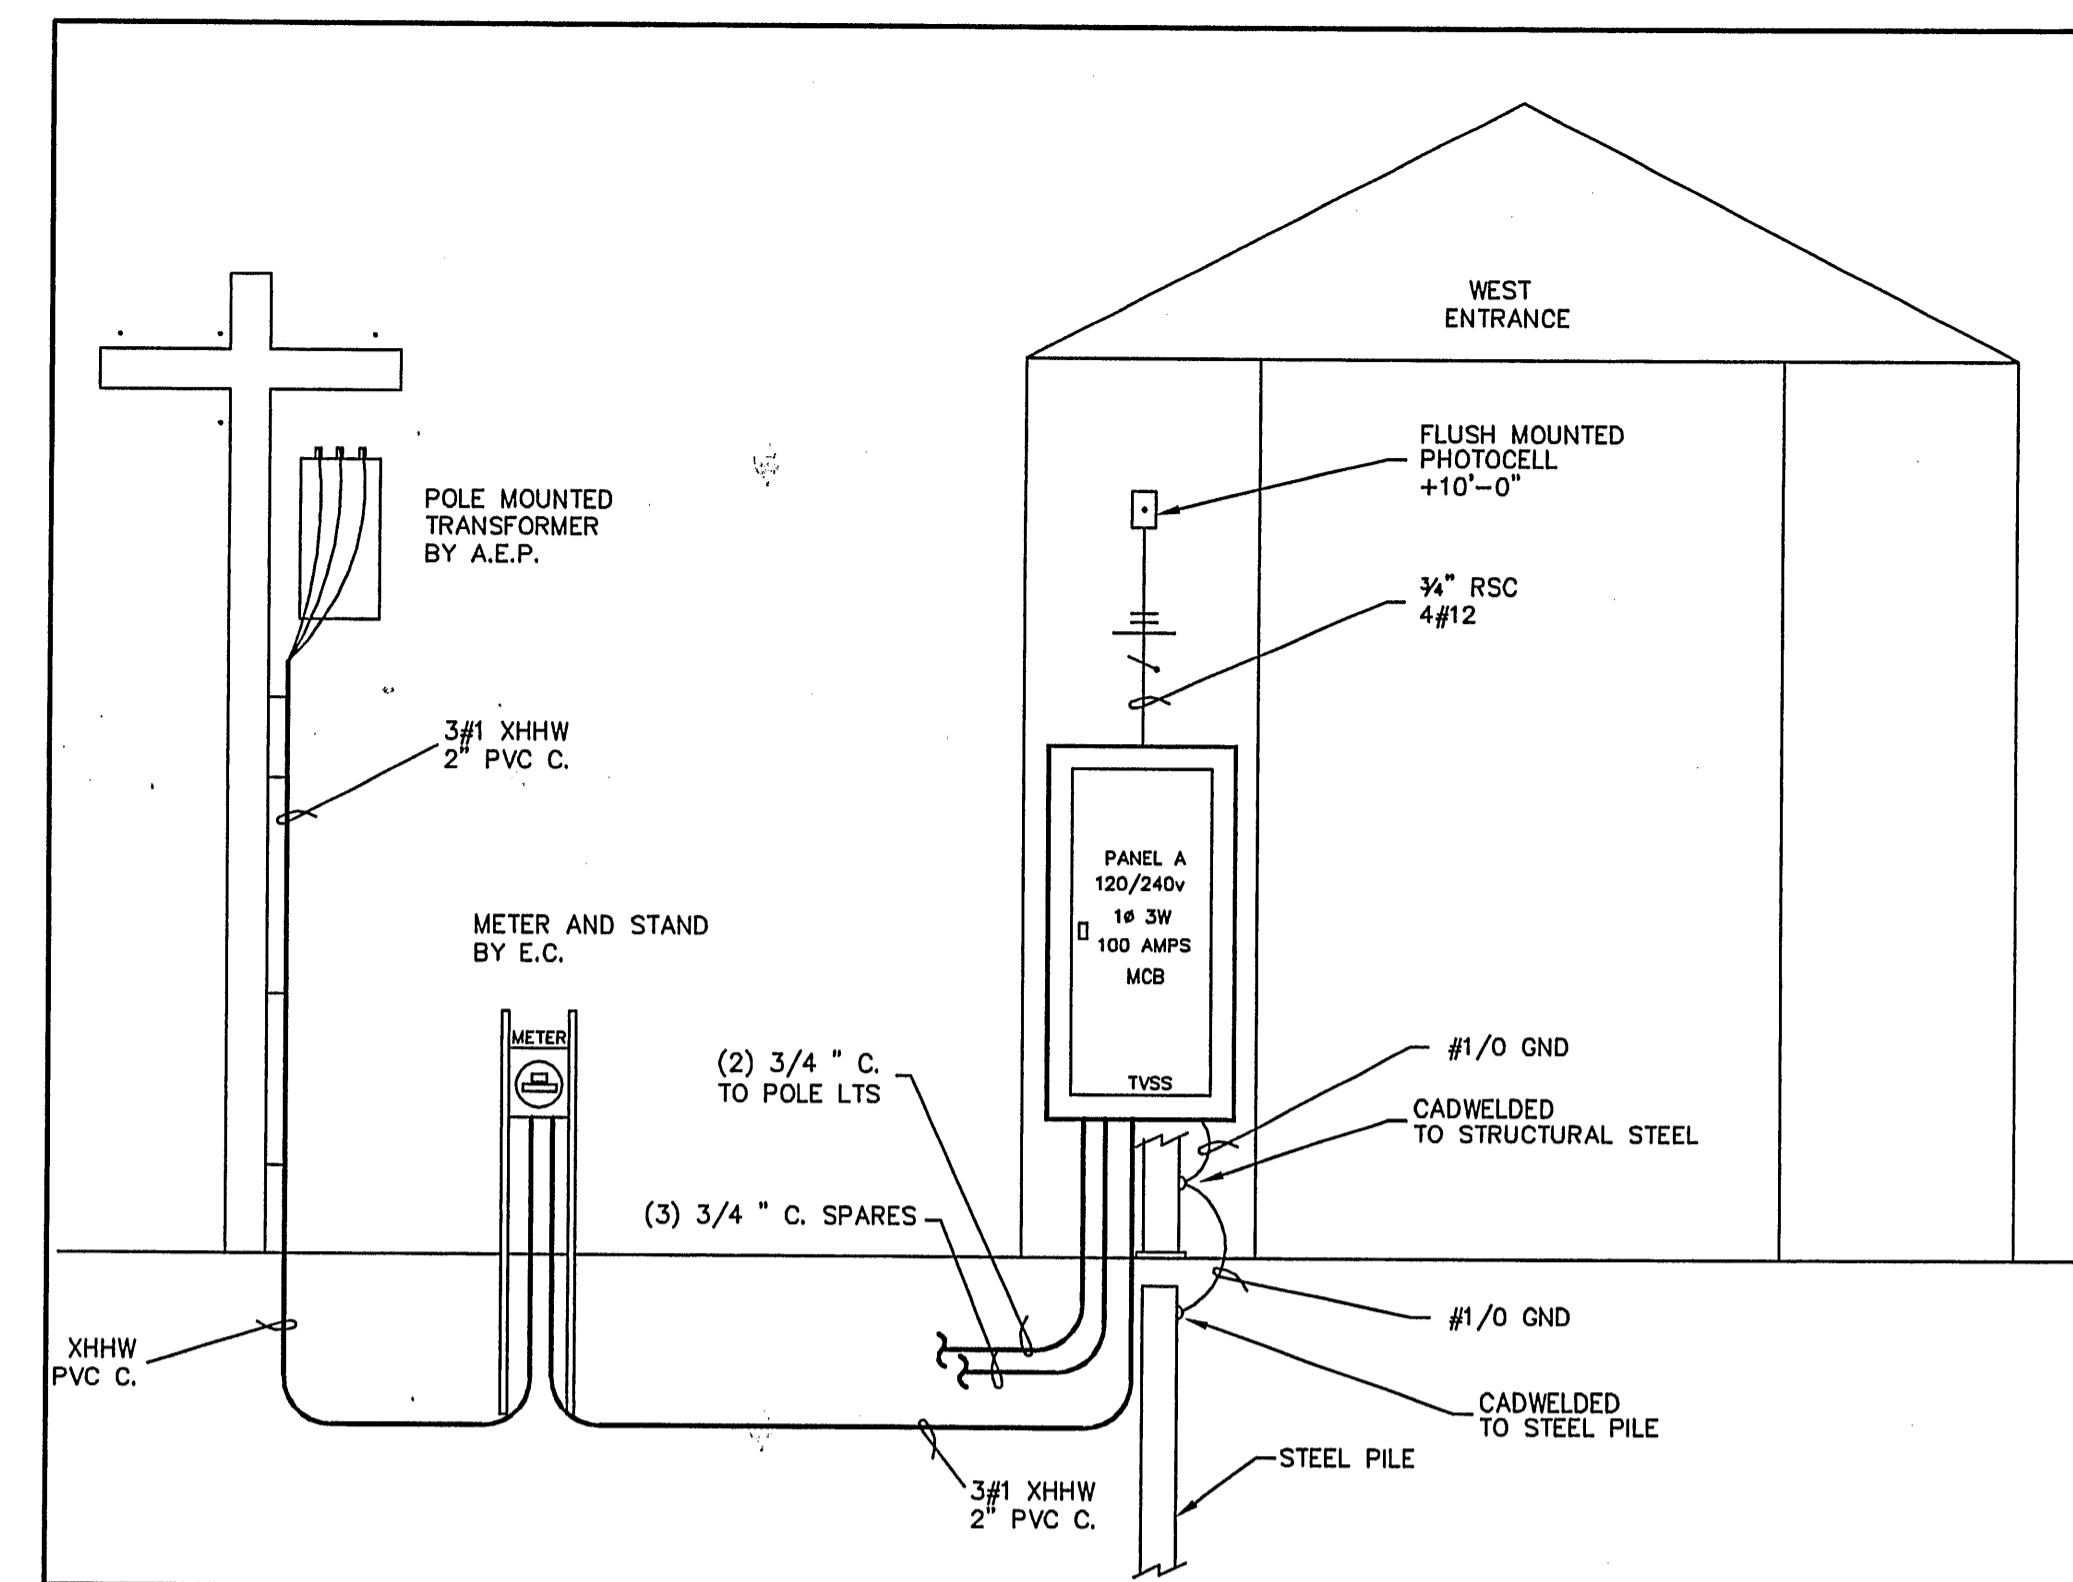 WEST
ENTRANCE
FLUSH MOUNTED
PHOTOCELL
+10'-0"
POLE MOUNTED
TRANSFORMER
BY A.E.P.
¾" RSC
4#12
3#1 XHHW
2" PVC C.
PANEL A
120/240v
1ø 3W
100 AMPS
MCB
TVSS
METER AND STAND
BY E.C.
METER
(2) 3/4 " C.
TO POLE LTS
#1/0 GND
CADWELDED
TO STRUCTURAL STEEL
(3) 3/4 " C. SPARES
#1/0 GND
XHHW
PVC C.
CADWELDED
TO STEEL PILE
STEEL PILE
3#1 XHHW
2" PVC C.